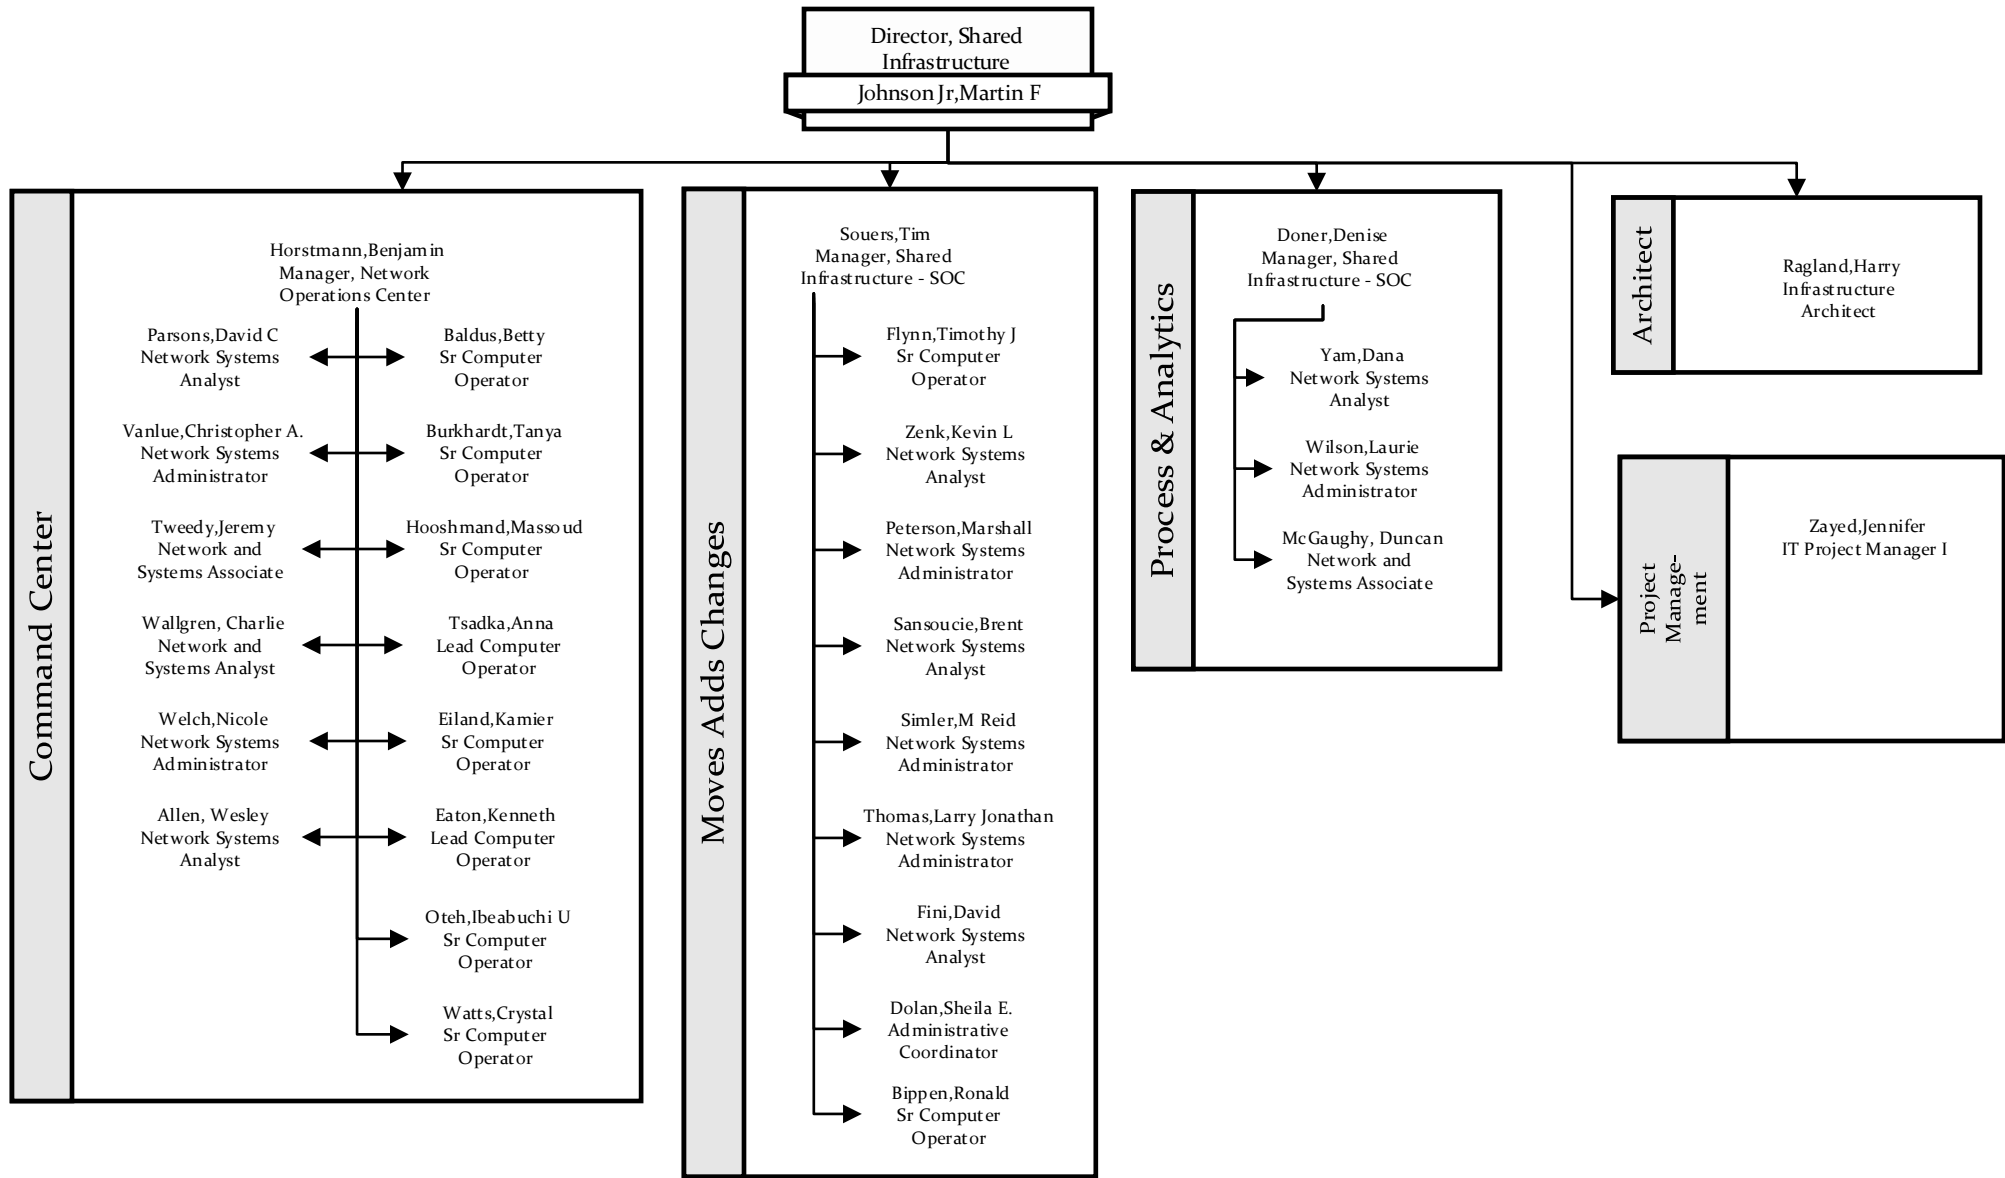 Director, Shared
Infrastructure
Johnson Jr,Martin F
Command Center
Horstmann,Benjamin
Manager, Network
Operations Center
Parsons,David C
Network Systems
Analyst
Vanlue,Christopher A.
Network Systems
Administrator
Tweedy,Jeremy
Network and
Systems Associate
Wallgren, Charlie
Network and
Systems Analyst
Welch,Nicole
Network Systems
Administrator
Allen, Wesley
Network Systems
Analyst
Baldus,Betty
Sr Computer
Operator
Burkhardt,Tanya
Sr Computer
Operator
Hooshmand,Massoud
Sr Computer
Operator
Tsadka,Anna
Lead Computer
Operator
Eiland,Kamier
Sr Computer
Operator
Eaton,Kenneth
Lead Computer
Operator
Oteh,Ibeabuchi U
Sr Computer
Operator
Watts,Crystal
Sr Computer
Operator
Moves Adds Changes
Souers,Tim
Manager, Shared
Infrastructure - SOC
Flynn,Timothy J
Sr Computer
Operator
Zenk,Kevin L
Network Systems
Analyst
Peterson,Marshall
Network Systems
Administrator
Sansoucie,Brent
Network Systems
Analyst
Simler,M Reid
Network Systems
Administrator
Thomas,Larry Jonathan
Network Systems
Administrator
Fini,David
Network Systems
Analyst
Dolan,Sheila E.
Administrative
Coordinator
Bippen,Ronald
Sr Computer
Operator
Process & Analytics
Doner,Denise
Manager, Shared
Infrastructure - SOC
Yam,Dana
Network Systems
Analyst
Wilson,Laurie
Network Systems
Administrator
McGaughy, Duncan
Network and
Systems Associate
Architect
Ragland,Harry
Infrastructure
Architect
Project
Manage-
ment
Zayed,Jennifer
IT Project Manager I